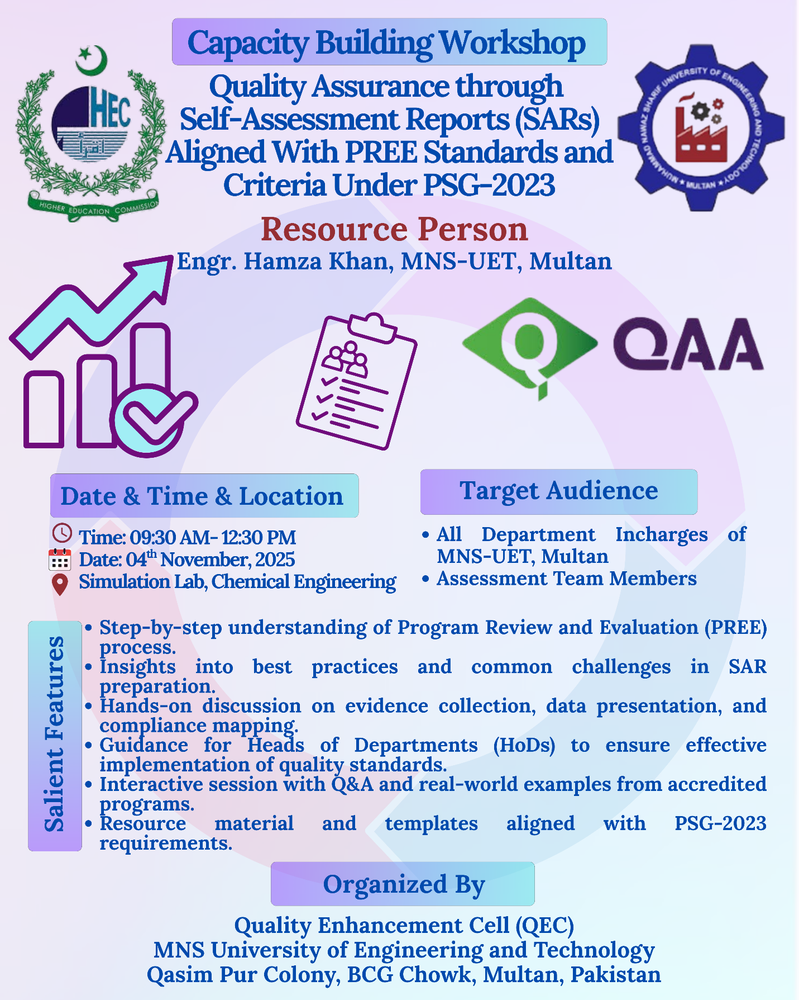 Capacity Building Workshop
Quality Assurance through
Self-Assessment Reports (SARs)
Aligned With PREE Standards and
Criteria Under PSG-2023
HEC
اقرأ
HIGHER EDUCATION COMMISSION
MUHAMMAD NAWAZ SHARIF UNIVERSITY OF ENGINEERING AND TECHNOLOGY
★ MULTAN ★
Resource Person
Engr. Hamza Khan, MNS-UET, Multan
Q QAA
Date & Time & Location
Time: 09:30 AM- 12:30 PM
Date: 04th November, 2025
Simulation Lab, Chemical Engineering
Target Audience
• All Department Incharges of
MNS-UET, Multan
• Assessment Team Members
Salient Features
• Step-by-step understanding of Program Review and Evaluation (PREE)
process.
• Insights into best practices and common challenges in SAR
preparation.
• Hands-on discussion on evidence collection, data presentation, and
compliance mapping.
• Guidance for Heads of Departments (HoDs) to ensure effective
implementation of quality standards.
• Interactive session with Q&A and real-world examples from accredited
programs.
• Resource material and templates aligned with PSG-2023
requirements.
Organized By
Quality Enhancement Cell (QEC)
MNS University of Engineering and Technology
Qasim Pur Colony, BCG Chowk, Multan, Pakistan